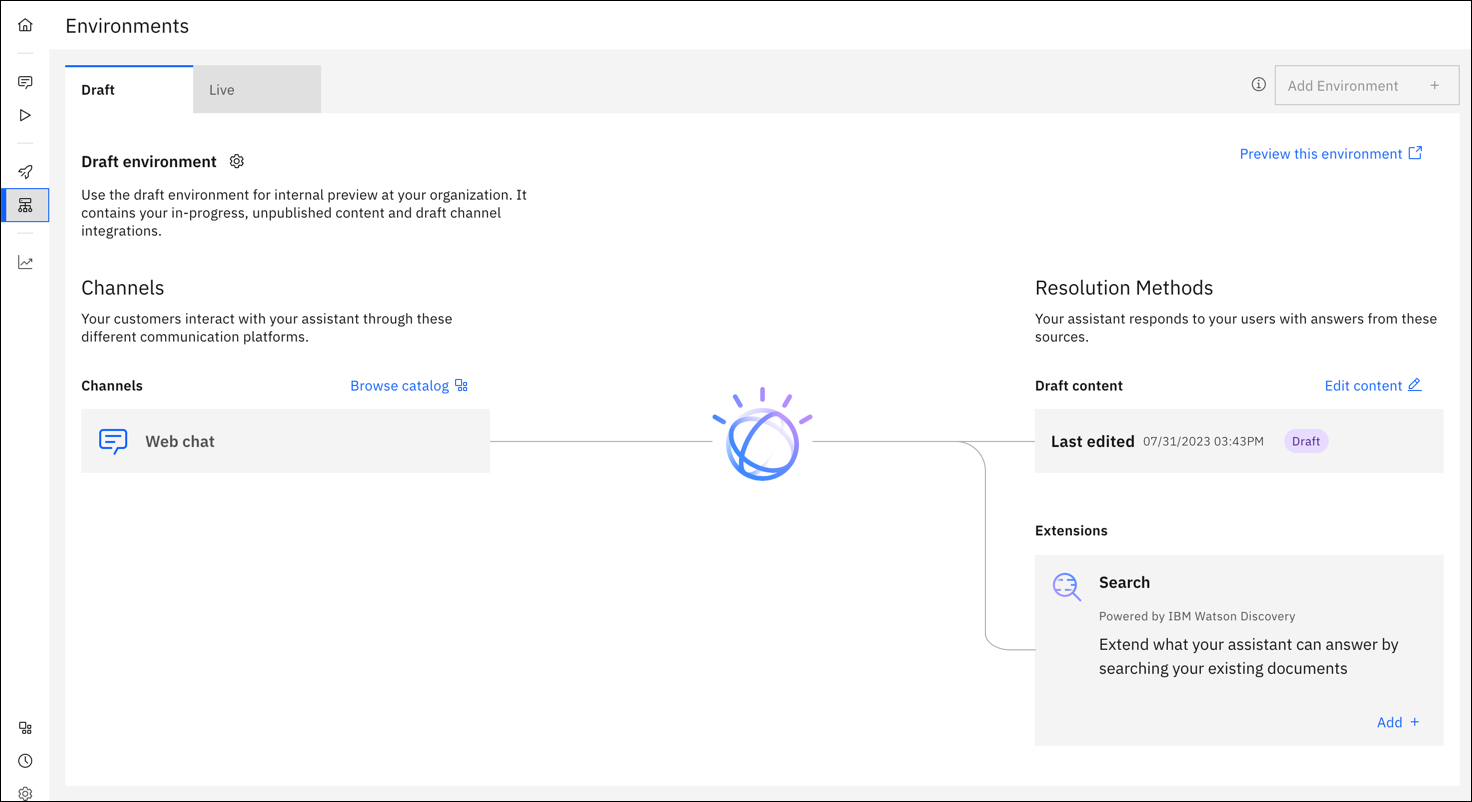 Environments
Draft
Live
Add Environment
Draft environment
Preview this environment
Use the draft environment for internal preview at your organization. It
contains your in-progress, unpublished content and draft channel
integrations.
Channels
Your customers interact with your assistant through these
different communication platforms.
Channels
Browse catalog
Web chat
Resolution Methods
Your assistant responds to your users with answers from these
sources.
Draft content
Edit content
Last edited 07/31/2023 03:43PM Draft
Extensions
Search
Powered by IBM Watson Discovery
Extend what your assistant can answer by
searching your existing documents
Add +